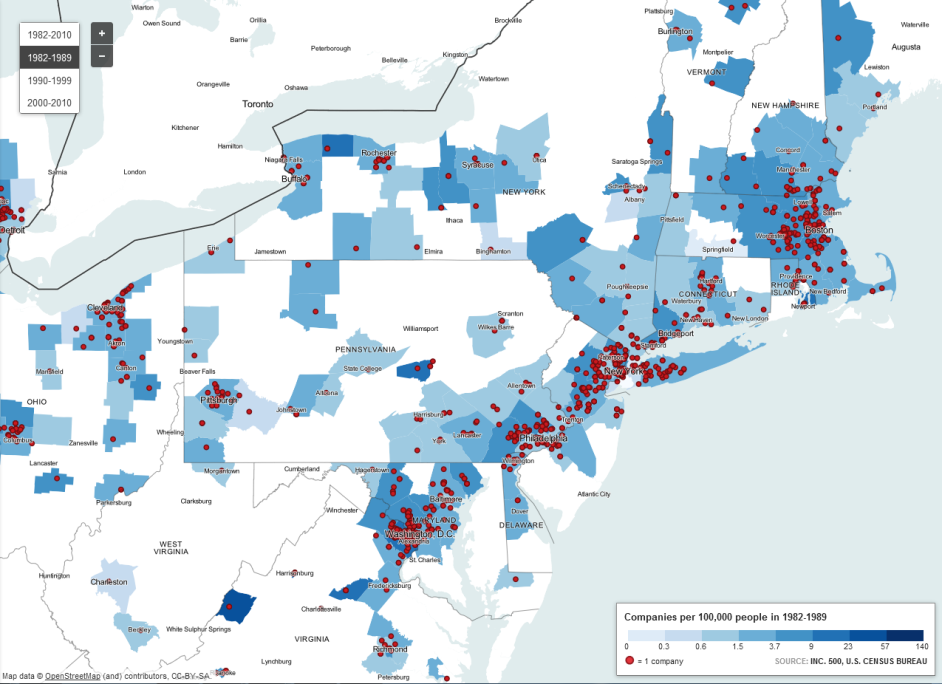 Wiarton
Owen Sound
Orillia
Brockville
Plattsburg
Waterville
1982-2010
+
Barrie
Burlington
Augusta
1982-1989
−
Peterborough
Kingston
Montpelier
Belleville
Lewiston
1990-1999
Orangeville
Oshawa
Watertown
VERMONT
2000-2010
Toronto
NEW HAMPSHIRE
Portland
Kitchener
Hamilton
Rochester
Concord
Niagara Falls
Utica
Saratoga Springs
Sarnia
London
Syracuse
Manchester
Buffalo
Schenectady
NEW YORK
Albany
Lowell
Detroit
Ithaca
Pittsfield
Salem
Boston
Worcester
Erie
Jamestown
Elmira
Binghamton
Springfield
Providence
Hartford
Poughkeepsie
RHODE
ISLAND
New Bedford
CONNECTICUT
Waterbury
Newport
Cleveland
Scranton
New Haven
New London
Wilkes Barre
Williamsport
Bridgeport
Akron
Youngstown
Stamford
PENNSYLVANIA
Paterson
Mansfield
Canton
Beaver Falls
State College
New York
Allentown
Altoona
OHIO
Pittsburgh
Johnstown
Harrisburg
Trenton
Columbus
Zanesville
Wheeling
York
Lancaster
Philadelphia
Lancaster
Morgantown
Cumberland
Hagerstown
Wilmington
Parkersburg
Clarksburg
Winchester
Baltimore
Atlantic City
Dover
MARYLAND
DELAWARE
Washington, D.C.
Alexandria
WEST
VIRGINIA
St. Charles
Huntington
Charleston
Harrisonburg
Fredericksburg
Charlottesville
Beckley
White Sulphur Springs
VIRGINIA
Richmond
Lynchburg
Petersburg
Roanoke
Map data © OpenStreetMap (and) contributors, CC-BY-SA
Companies per 100,000 people in 1982-1989
0 0.3 0.6 1.5 3.7 9 23 57 140
= 1 company
SOURCE: INC. 500, U.S. CENSUS BUREAU